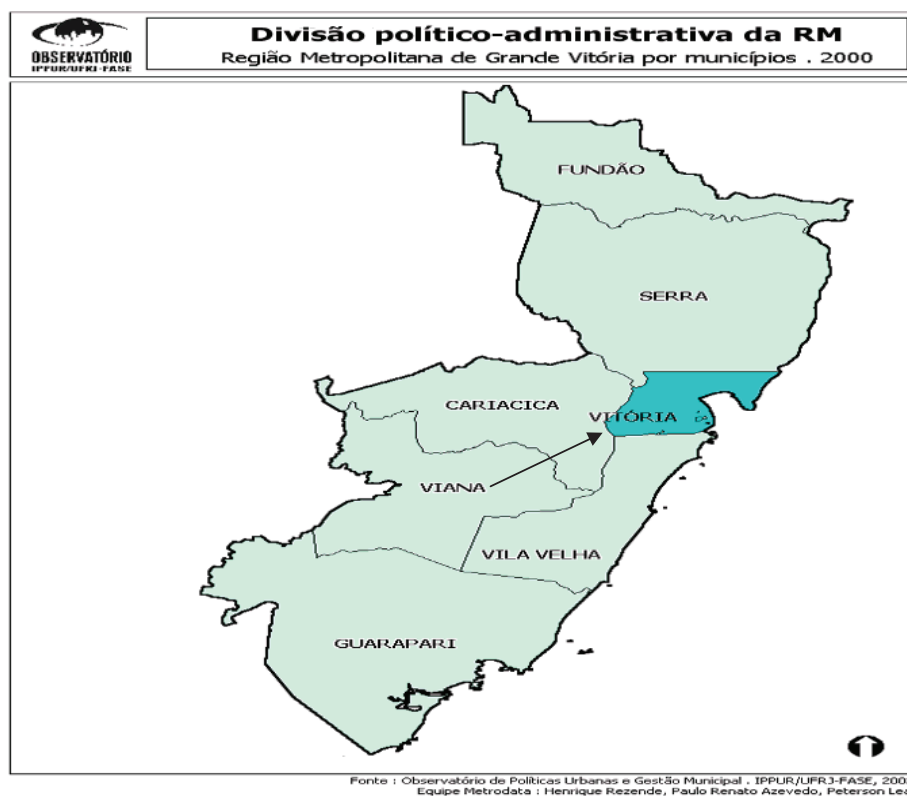 OBSERVATÓRIO
IPPUR/UFRJ-FASE
Divisão político-administrativa da RM
Região Metropolitana de Grande Vitória por municípios . 2000
FUNDÃO
SERRA
CARIACICA
VITÓRIA
VIANA
VILA VELHA
GUARAPARI
Fonte : Observatório de Políticas Urbanas e Gestão Municipal . IPPUR/UFRJ-FASE,
Equipe Metrodata : Henrique Rezende, Paulo Renato Azevedo, Peterson